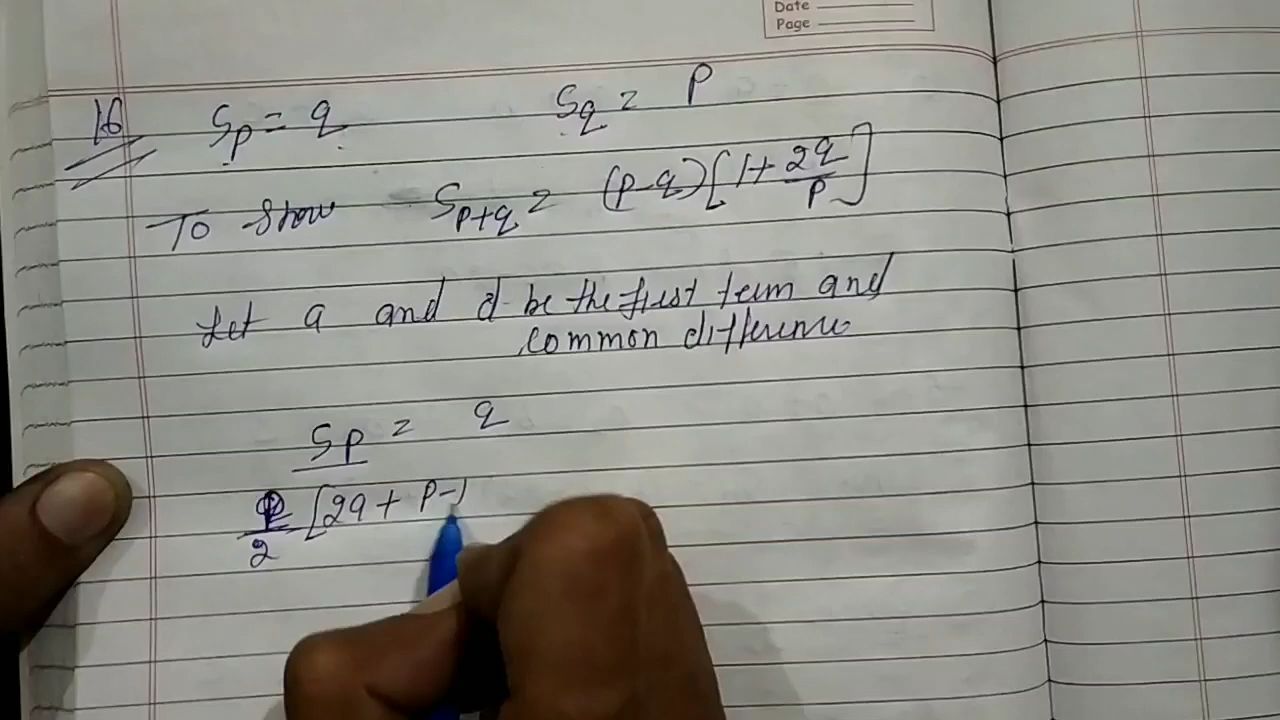 Date
Page
16 Sp = q Sq = p
To show Sp+q = (p-q)[1+ 2q/p]
Let a and d be the first term and
common difference
Sp = q
p/2 [2a + p-1